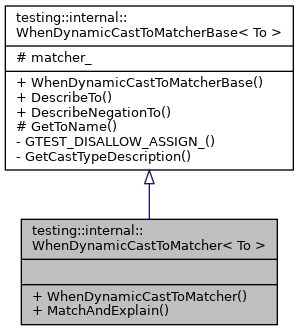 testing::internal::
WhenDynamicCastToMatcherBase< To >
# matcher_
+ WhenDynamicCastToMatcherBase()
+ DescribeTo()
+ DescribeNegationTo()
# GetToName()
- GTEST_DISALLOW_ASSIGN_()
- GetCastTypeDescription()
testing::internal::
WhenDynamicCastToMatcher< To >
+ WhenDynamicCastToMatcher()
+ MatchAndExplain()